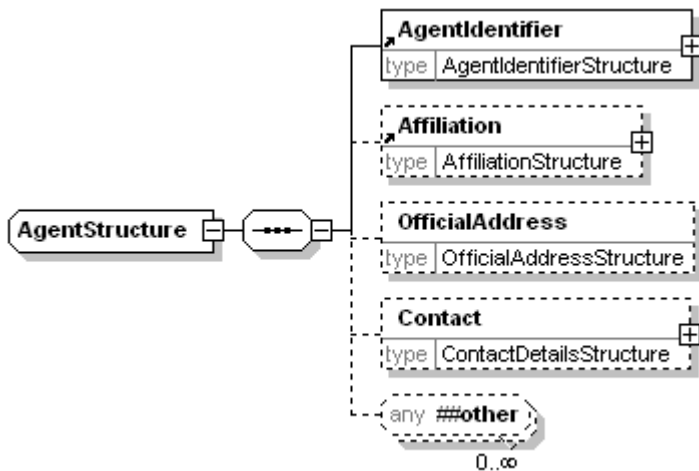 AgentIdentifier
type AgentIdentifierStructure
Affiliation
type AffiliationStructure
AgentStructure
OfficialAddress
type OfficialAddressStructure
Contact
type ContactDetailsStructure
any ##other
0..∞